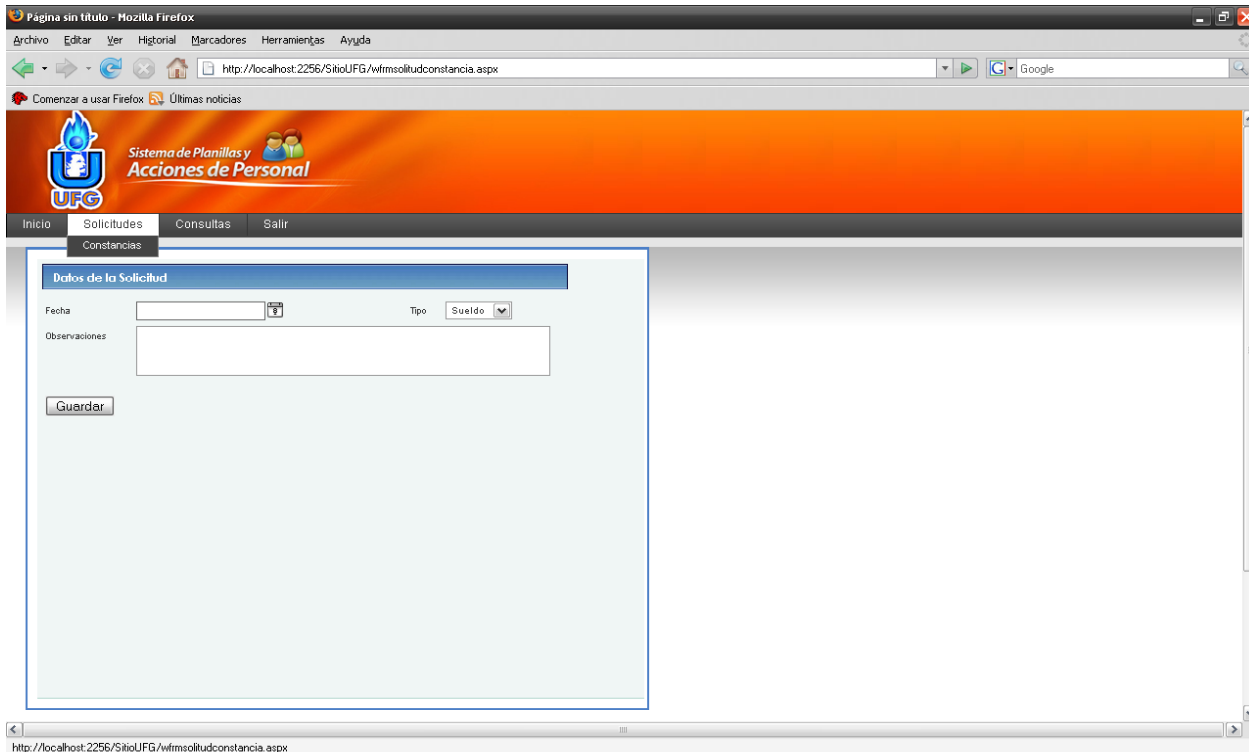 Página sin título - Mozilla Firefox
Archivo Editar Ver Historial Marcadores Herramientas Ayuda
http://localhost:2256/SitioUFG/wfrmsolitudconstancia.aspx
G Google
Comenzar a usar Firefox Últimas noticias
Sistema de Planillas y
Acciones de Personal
UFG
Inicio Solicitudes Consultas Salir
Constancias
Datos de la Solicitud
Fecha Tipo Sueldo
Observaciones
Guardar
http://localhost:2256/SitioUFG/wfrmsolitudconstancia.aspx